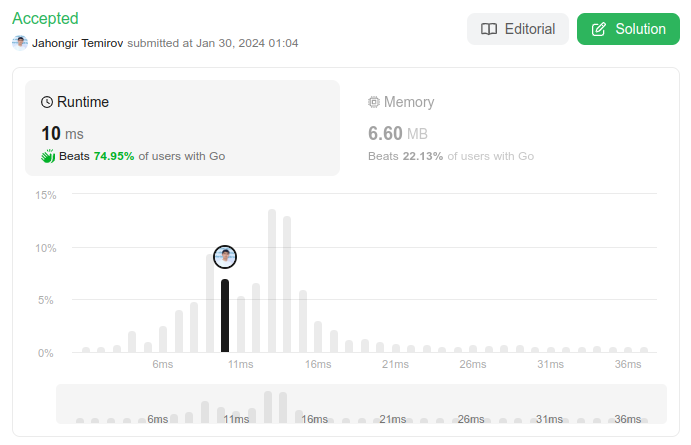 Accepted
Editorial
Solution
Jahongir Temirov submitted at Jan 30, 2024 01:04
Runtime
10 ms
Beats 74.95% of users with Go
Memory
6.60 MB
Beats 22.13% of users with Go
15%
10%
5%
0%
6ms 11ms 16ms 21ms 26ms 31ms 36ms
6ms 11ms 16ms 21ms 26ms 31ms 36ms